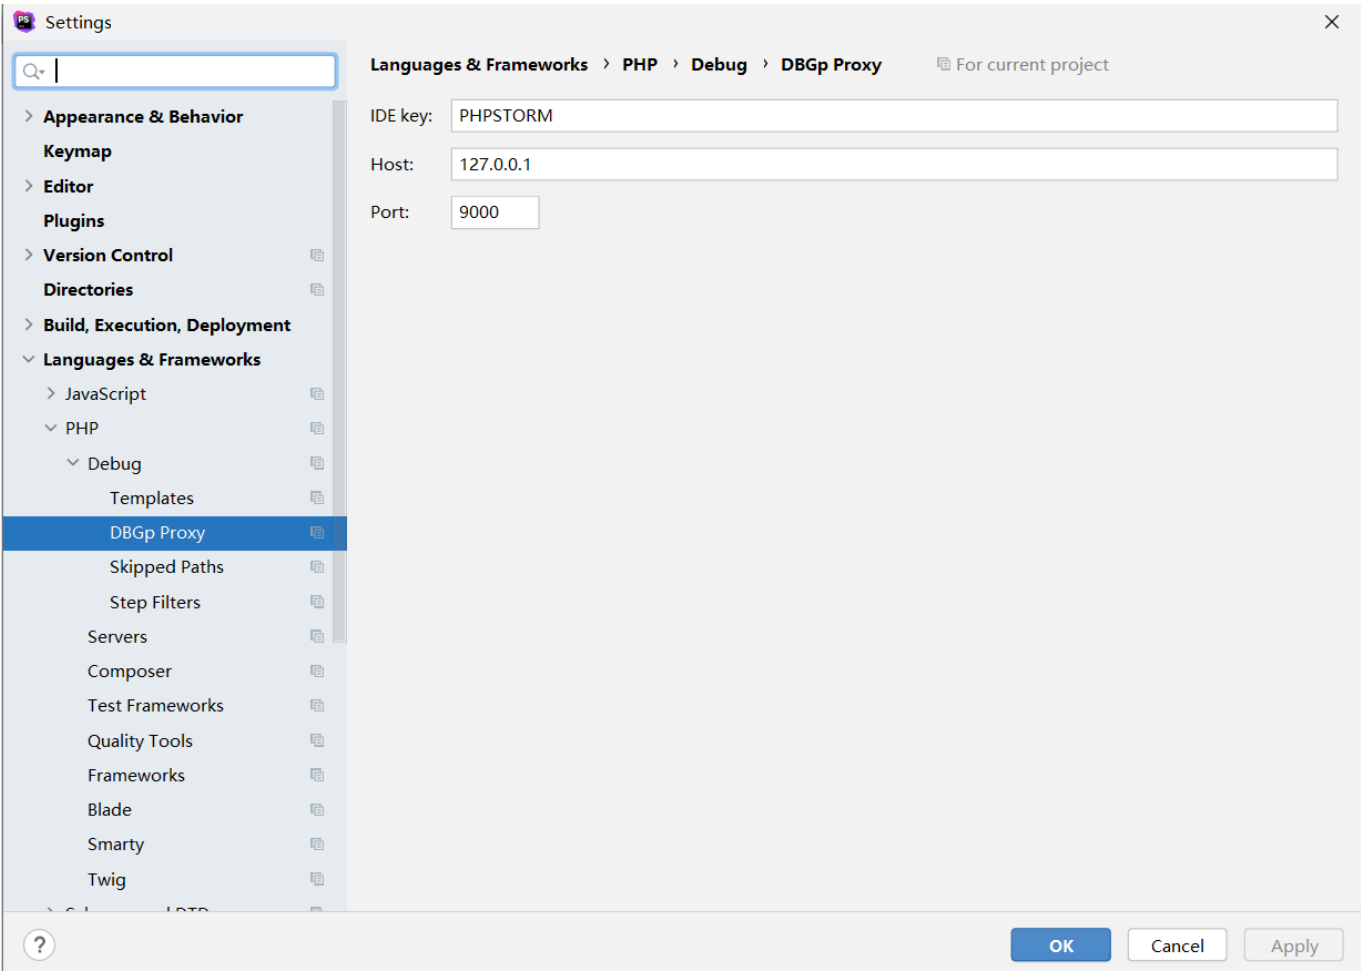 Settings
Languages & Frameworks › PHP › Debug › DBGp Proxy For current project
IDE key: PHPSTORM
Host: 127.0.0.1
Port: 9000
Appearance & Behavior
Keymap
Editor
Plugins
Version Control
Directories
Build, Execution, Deployment
Languages & Frameworks
JavaScript
PHP
Debug
Templates
DBGp Proxy
Skipped Paths
Step Filters
Servers
Composer
Test Frameworks
Quality Tools
Frameworks
Blade
Smarty
Twig
?
OK Cancel Apply